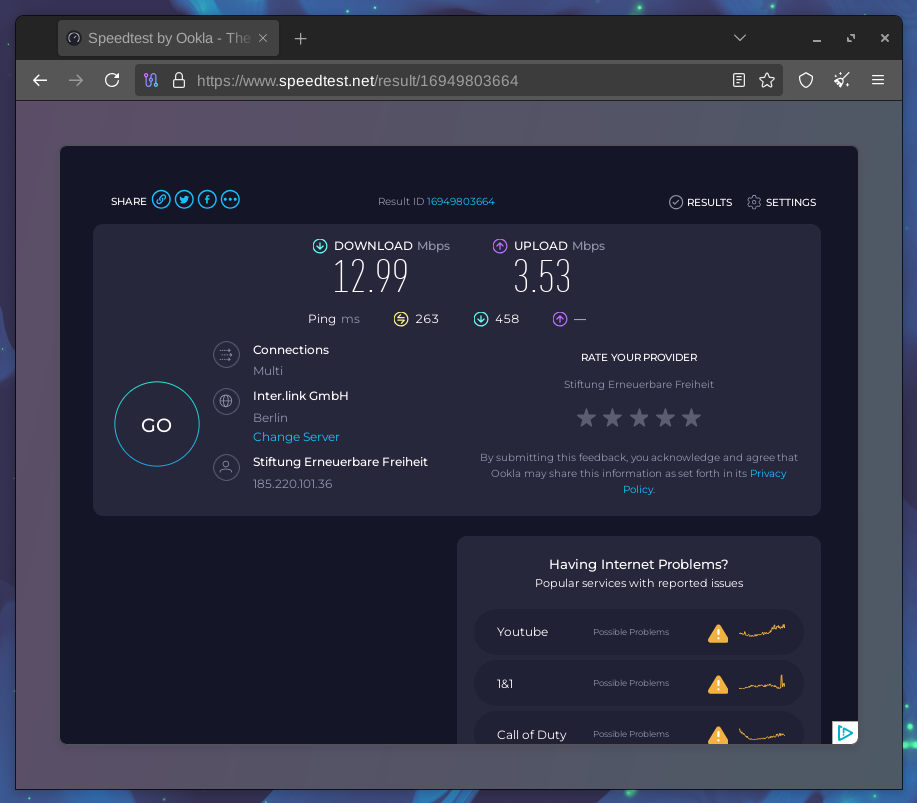 Speedtest by Ookla - The
https://www.speedtest.net/result/16949803664
SHARE
Result ID 16949803664
RESULTS
SETTINGS
DOWNLOAD Mbps
12.99
UPLOAD Mbps
3.53
Ping ms
263
458
—
GO
Connections
Multi
Inter.link GmbH
Berlin
Change Server
Stiftung Erneuerbare Freiheit
185.220.101.36
RATE YOUR PROVIDER
Stiftung Erneuerbare Freiheit
By submitting this feedback, you acknowledge and agree that
Ookla may share this information as set forth in its Privacy
Policy.
Having Internet Problems?
Popular services with reported issues
Youtube Possible Problems
1&1 Possible Problems
Call of Duty Possible Problems